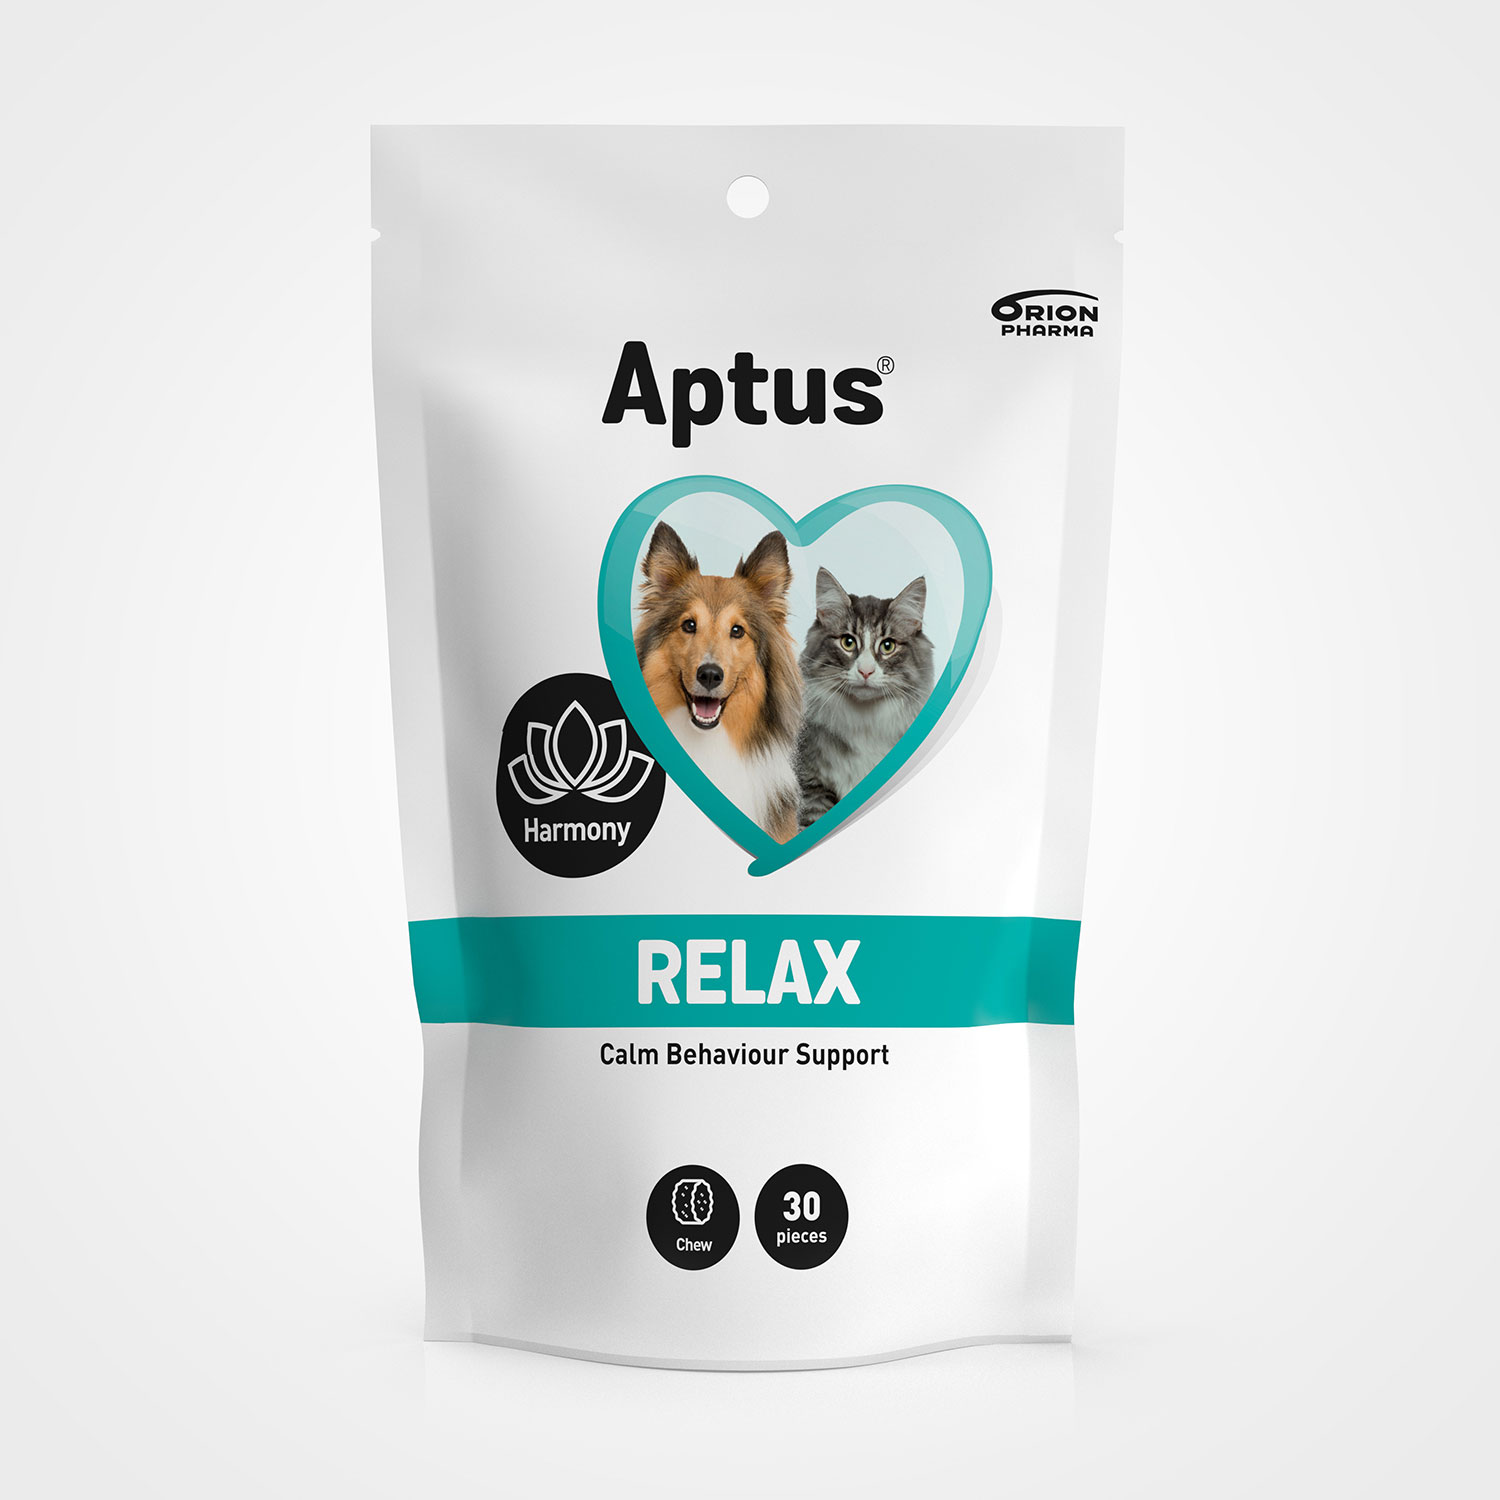 ORION
PHARMA
Aptus®
Harmony
RELAX
Calm Behaviour Support
Chew
30
pieces